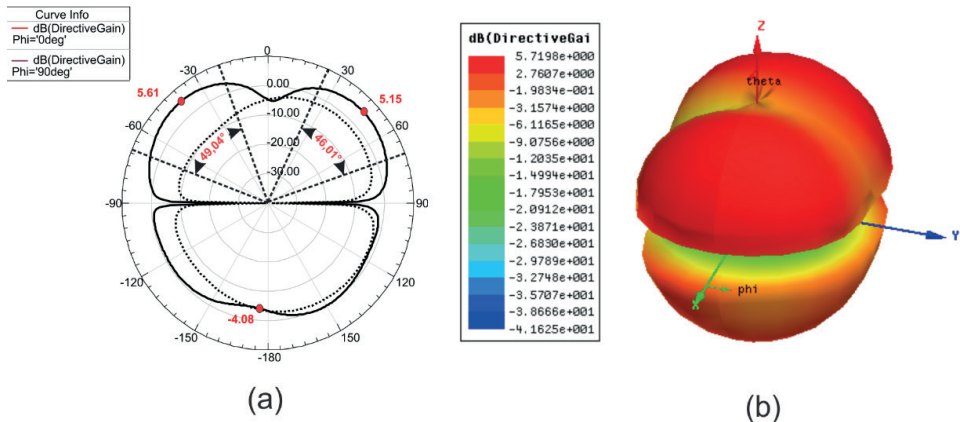 Curve Info
dB(DirectiveGain)
Phi='0deg'
dB(DirectiveGain)
Phi='90deg'
0
-30
30
5.61
0.00
5.15
-60
-10.00
60
-20.00
49,04°
46,01°
-30.00
-90
90
-120
120
-4.08
-150
150
-180
(a)
dB(DirectiveGai
5.7198e+000
2.7607e+000
-1.9834e-001
-3.1574e+000
-6.1165e+000
-9.0756e+000
-1.2035e+001
-1.4994e+001
-1.7953e+001
-2.0912e+001
-2.3871e+001
-2.6830e+001
-2.9789e+001
-3.2748e+001
-3.5707e+001
-3.8666e+001
-4.1625e+001
Z
theta
Y
phi
X
(b)